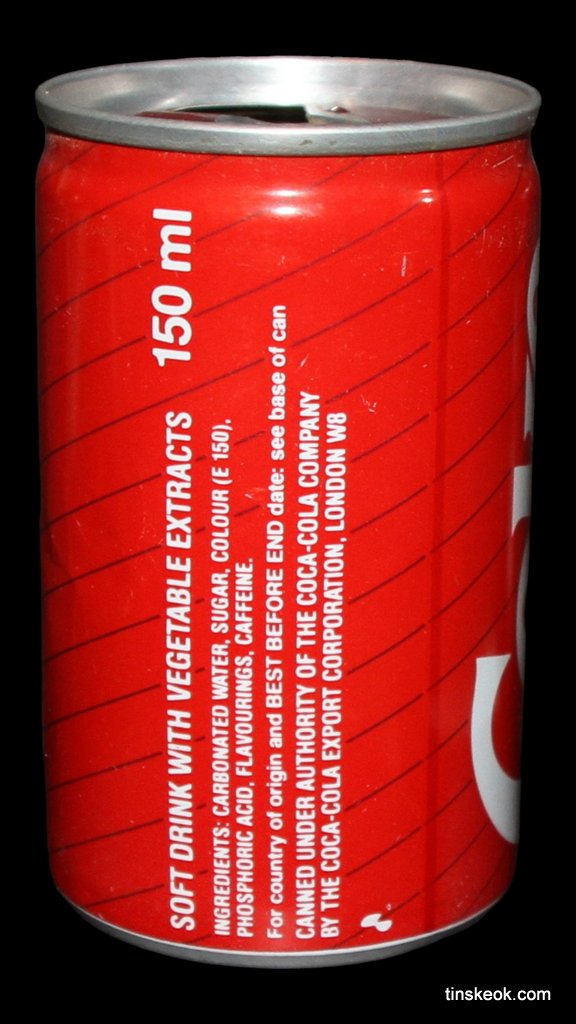 SOFT DRINK WITH VEGETABLE EXTRACTS 150 ml
INGREDIENTS: CARBONATED WATER, SUGAR, COLOUR (E 150),
PHOSPHORIC ACID, FLAVOURINGS, CAFFEINE.
For country of origin and BEST BEFORE END date: see base of can
CANNED UNDER AUTHORITY OF THE COCA-COLA COMPANY
BY THE COCA-COLA EXPORT CORPORATION, LONDON W8
tinskeok.com